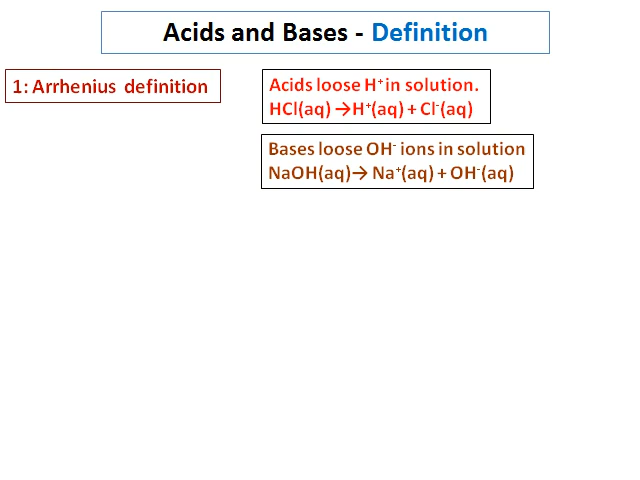 Acids and Bases - Definition
1: Arrhenius definition
Acids loose H⁺ in solution.
HCl(aq) →H⁺(aq) + Cl⁻(aq)
Bases loose OH⁻ ions in solution
NaOH(aq)→ Na⁺(aq) + OH⁻(aq)